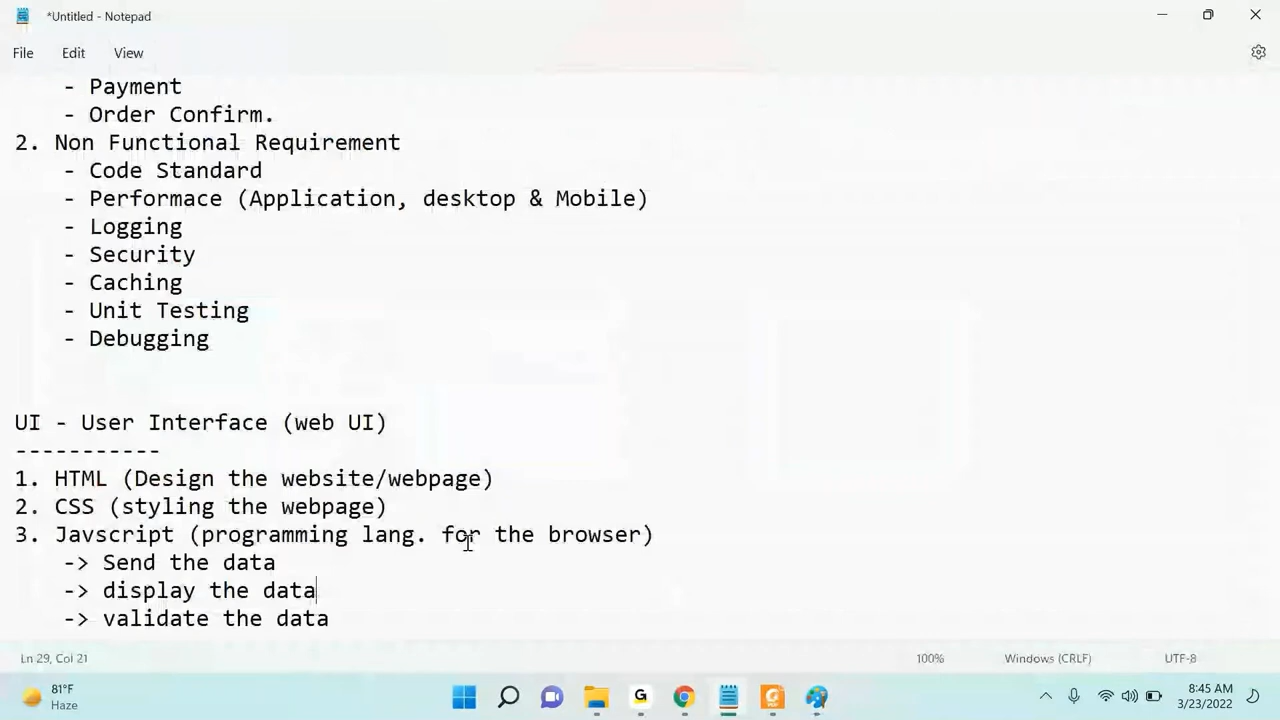 *Untitled - Notepad
File Edit View
- Payment
- Order Confirm.
2. Non Functional Requirement
- Code Standard
- Performace (Application, desktop & Mobile)
- Logging
- Security
- Caching
- Unit Testing
- Debugging
UI - User Interface (web UI)
-----------
1. HTML (Design the website/webpage)
2. CSS (styling the webpage)
3. Javscript (programming lang. for the browser)
-> Send the data
-> display the data
-> validate the data
Ln 29, Col 21 100% Windows (CRLF) UTF-8
81°F
Haze
G
PDF
8:45 AM
3/23/2022